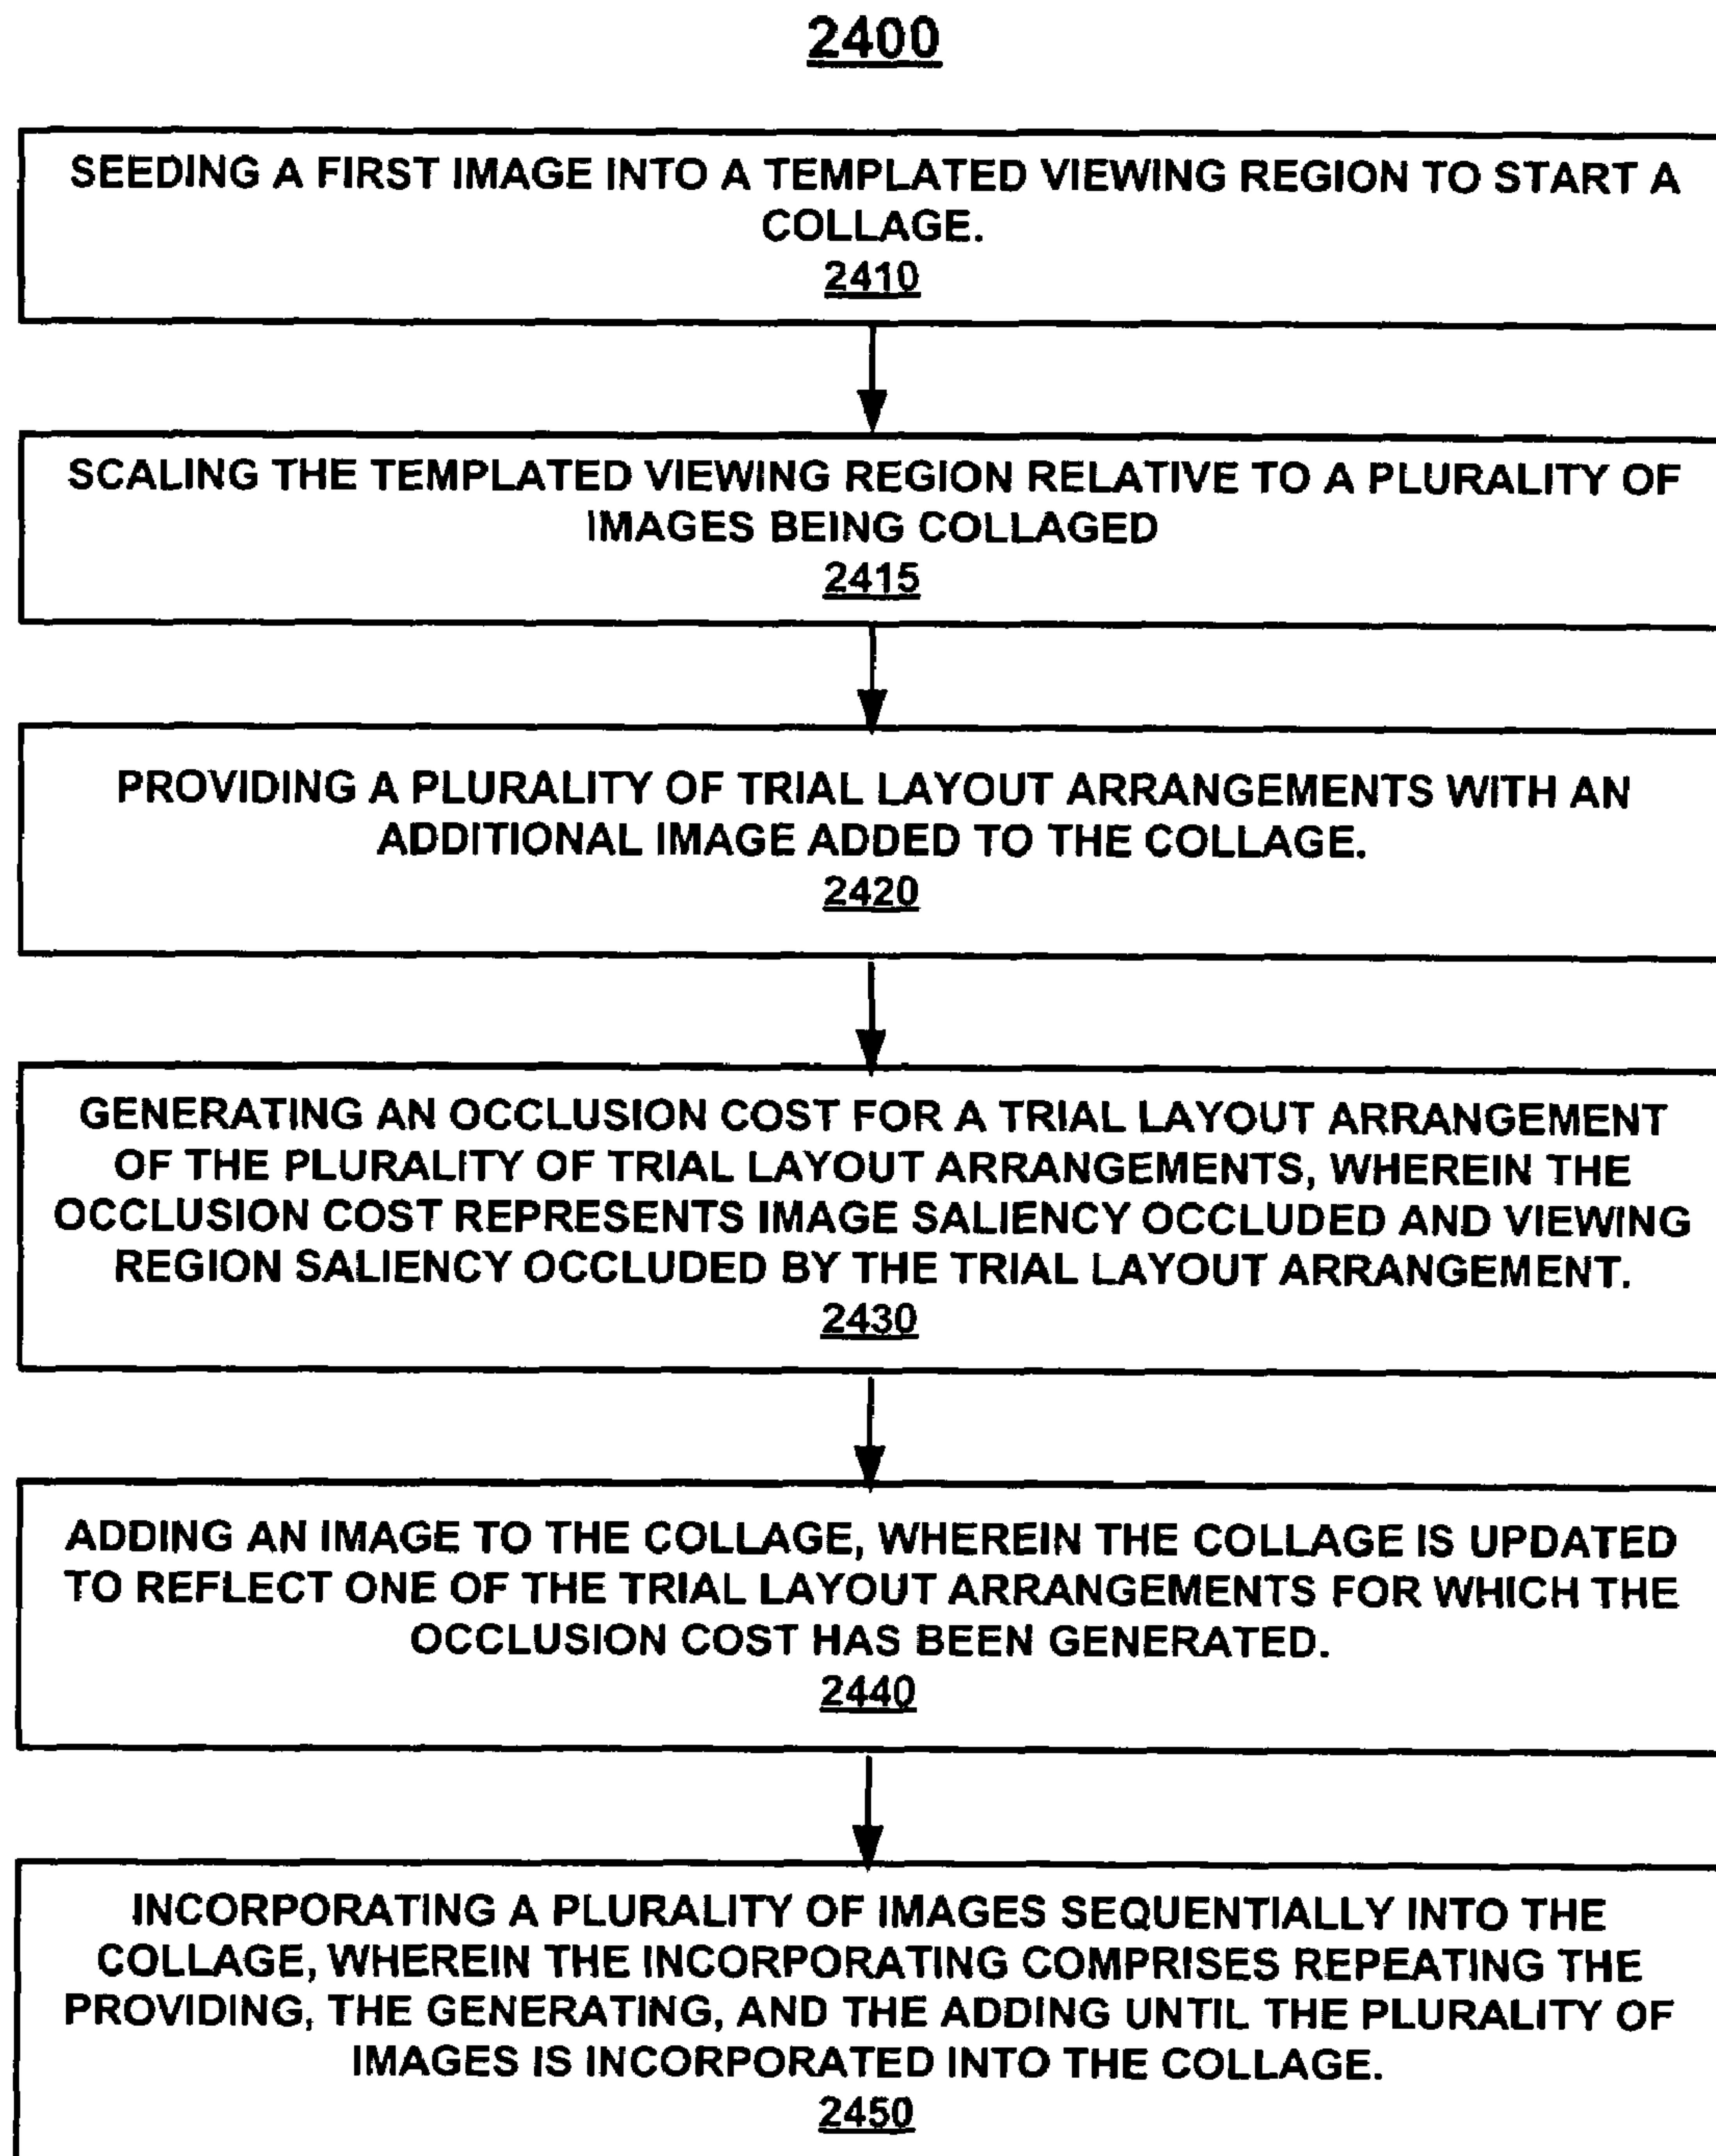 2400
SEEDING A FIRST IMAGE INTO A TEMPLATED VIEWING REGION TO START A
COLLAGE.
2410
SCALING THE TEMPLATED VIEWING REGION RELATIVE TO A PLURALITY OF
IMAGES BEING COLLAGED
2415
PROVIDING A PLURALITY OF TRIAL LAYOUT ARRANGEMENTS WITH AN
ADDITIONAL IMAGE ADDED TO THE COLLAGE.
2420
GENERATING AN OCCLUSION COST FOR A TRIAL LAYOUT ARRANGEMENT
OF THE PLURALITY OF TRIAL LAYOUT ARRANGEMENTS, WHEREIN THE
OCCLUSION COST REPRESENTS IMAGE SALIENCY OCCLUDED AND VIEWING
REGION SALIENCY OCCLUDED BY THE TRIAL LAYOUT ARRANGEMENT.
2430
ADDING AN IMAGE TO THE COLLAGE, WHEREIN THE COLLAGE IS UPDATED
TO REFLECT ONE OF THE TRIAL LAYOUT ARRANGEMENTS FOR WHICH THE
OCCLUSION COST HAS BEEN GENERATED.
2440
INCORPORATING A PLURALITY OF IMAGES SEQUENTIALLY INTO THE
COLLAGE, WHEREIN THE INCORPORATING COMPRISES REPEATING THE
PROVIDING, THE GENERATING, AND THE ADDING UNTIL THE PLURALITY OF
IMAGES IS INCORPORATED INTO THE COLLAGE.
2450